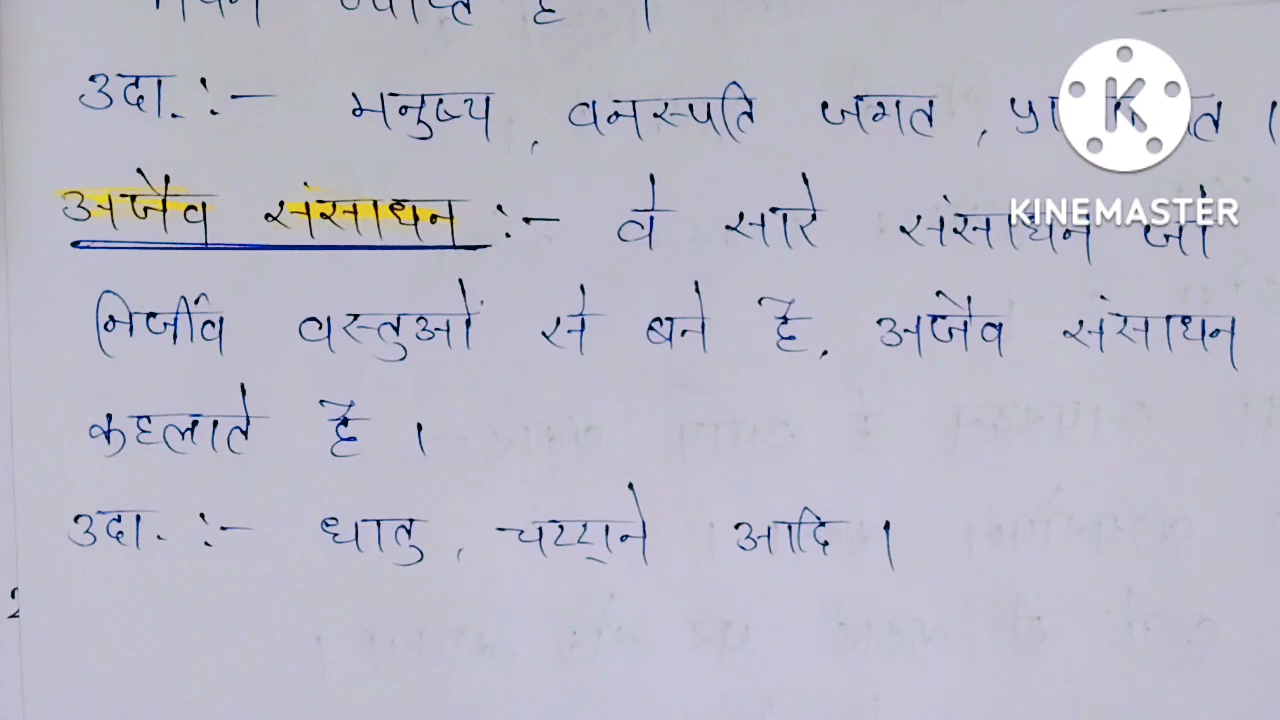 व्याप्त है ।
उदा. :- मनुष्य, वनस्पति जगत, प्रा
K
अजैव संसाधन :- वे सारे संसाधन जो
KINEMASTER
निर्जीव वस्तुओं से बने है, अजैव संसाधन
कहलाते है ।
उदा. :- धातु, चट्टाने आदि ।